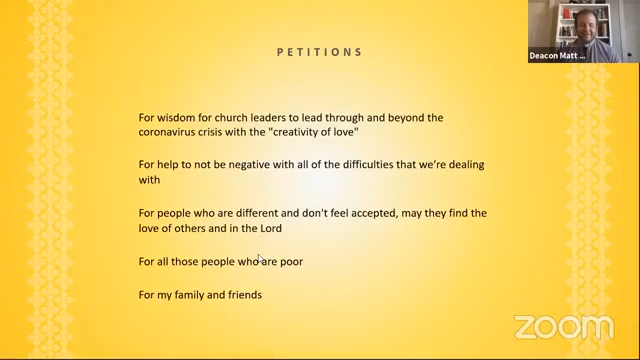 PETITIONS
Deacon Matt ...
For wisdom for church leaders to lead through and beyond the
coronavirus crisis with the "creativity of love"
For help to not be negative with all of the difficulties that we're dealing
with
For people who are different and don't feel accepted, may they find the
love of others and in the Lord
For all those people who are poor
For my family and friends
zoom